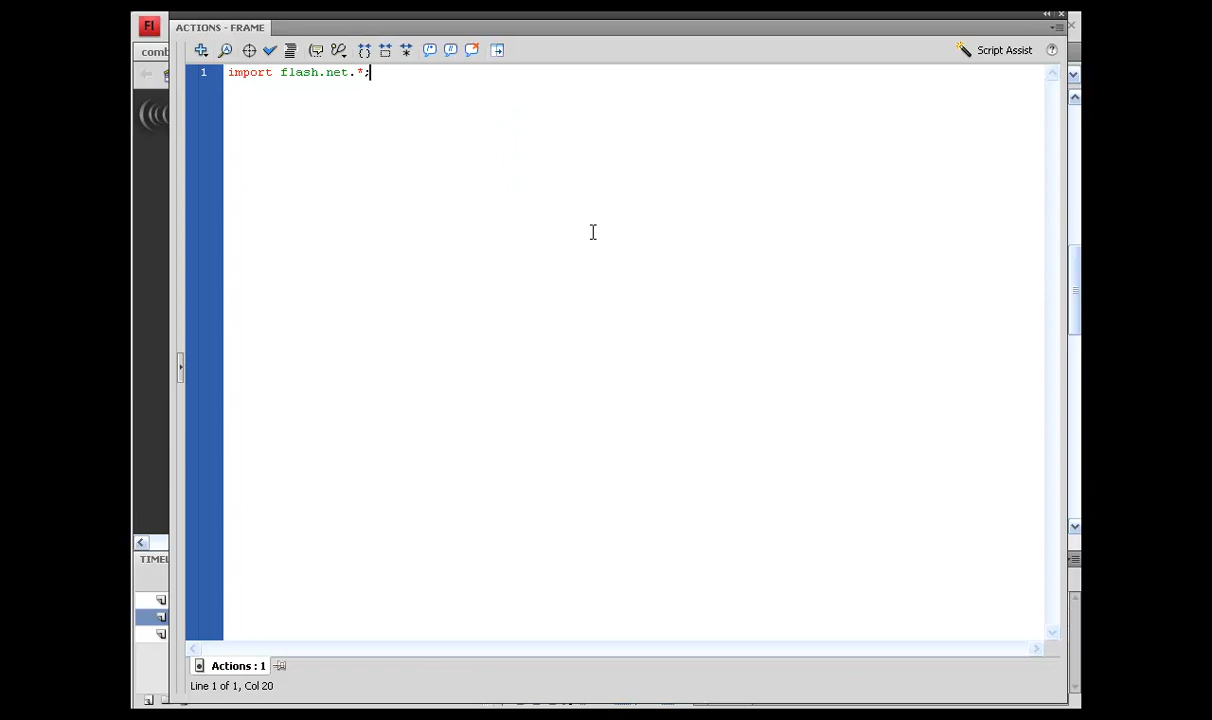 Fl
ACTIONS - FRAME
comb
Script Assist
1 import flash.net.*;
TIMEL
Actions : 1
Line 1 of 1, Col 20